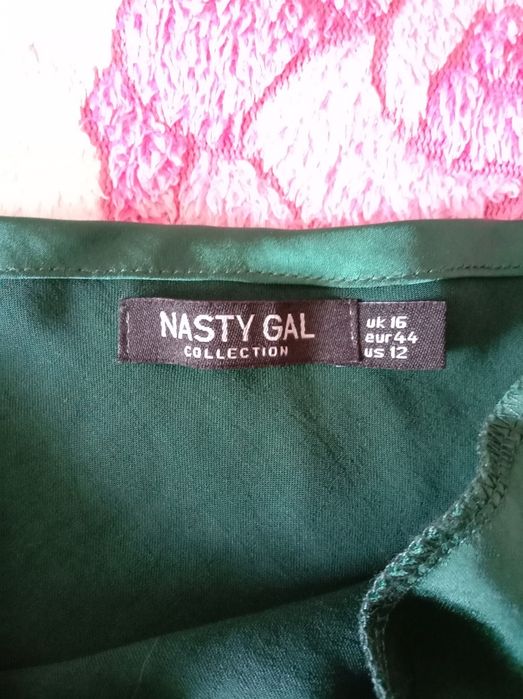 NASTY GAL
COLLECTION
uk 16
eur 44
us 12